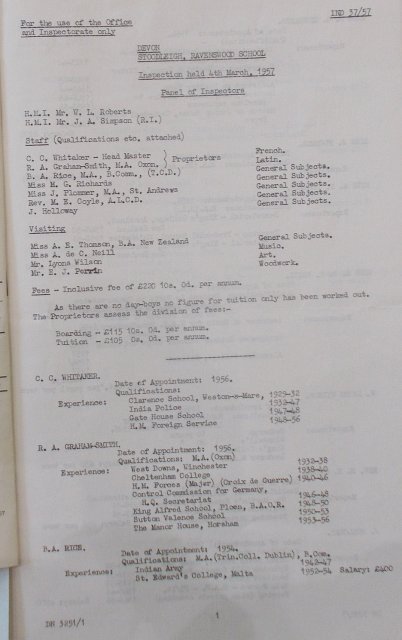 For the use of the Office
and Inspectorate only
IND 37/57
DEVON
STOODLEIGH, RAVENSWOOD SCHOOL
Inspection held 4th March, 1957
Panel of Inspectors
H.M.I. Mr. W. L. Roberts
H.M.I. Mr. J. A. Simpson (R.I.)
Staff (Qualifications etc. attached)
C. C. Whitaker - Head Master ) Proprietors French.
R. A. Graham-Smith, M.A. Oxon. ) Latin.
B. A. Rice, M.A., B.Comm., (T.C.D.) General Subjects.
Miss M. G. Richards General Subjects.
Miss J. Plommer, M.A., St. Andrews General Subjects.
Rev. M. E. Coyle, A.L.C.D. General Subjects.
J. Holloway
Visiting
Miss A. E. Thomson, B.A. New Zealand General Subjects.
Miss A. de C. Neill Music.
Mr. Lyons Wilson Art.
Mr. E. J. Perrin Woodwork.
Fees - Inclusive fee of £220 10s. 0d. per annum.
As there are no day-boys no figure for tuition only has been worked out.
The Proprietors assess the division of fees:-
Boarding - £115 10s. 0d. per annum.
Tuition - £105 0s. 0d. per annum.
C. C. WHITAKER.
Date of Appointment: 1956.
Qualifications:
Experience: Clarence School, Weston-s-Mare, 1925-32
India Police 1932-47
Gate House School 1947-48
H.M. Foreign Service 1948-56
R. A. GRAHAM-SMITH.
Date of Appointment: 1956.
Qualifications: M.A.(Oxon)
Experience: West Downs, Winchester 1932-38
Cheltenham College 1938-40
H.M. Forces (Major) (Croix de Guerre) 1940-46
Control Commission for Germany,
H.Q. Secretariat 1946-48
King Alfred School, Ploen, B.A.O.R. 1948-50
Sutton Valence School 1950-53
The Manor House, Horsham 1953-56
B.A. RICE.
Date of Appointment: 1954.
Qualifications: M.A.(Trin.Coll. Dublin), B.Com.
Experience: Indian Army 1942-47
St. Edward's College, Malta 1952-54 Salary: £400
1
DH 3251/1